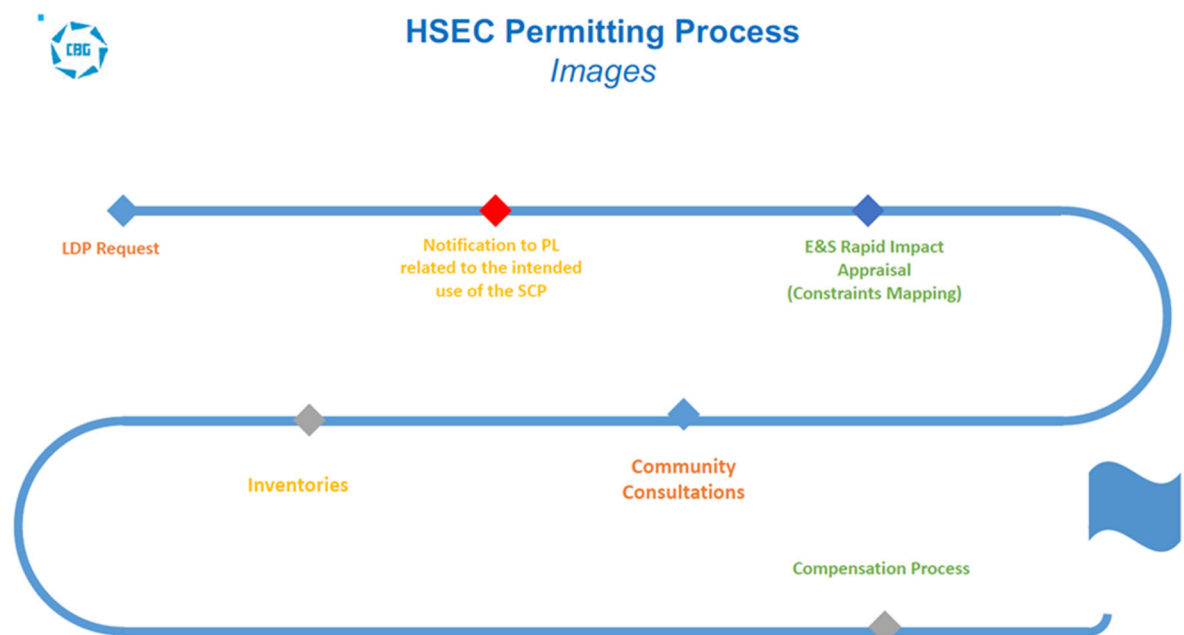 CBG
HSEC Permitting Process
Images
LDP Request
Notification to PL
related to the intended
use of the SCP
E&S Rapid Impact
Appraisal
(Constraints Mapping)
Inventories
Community
Consultations
Compensation Process